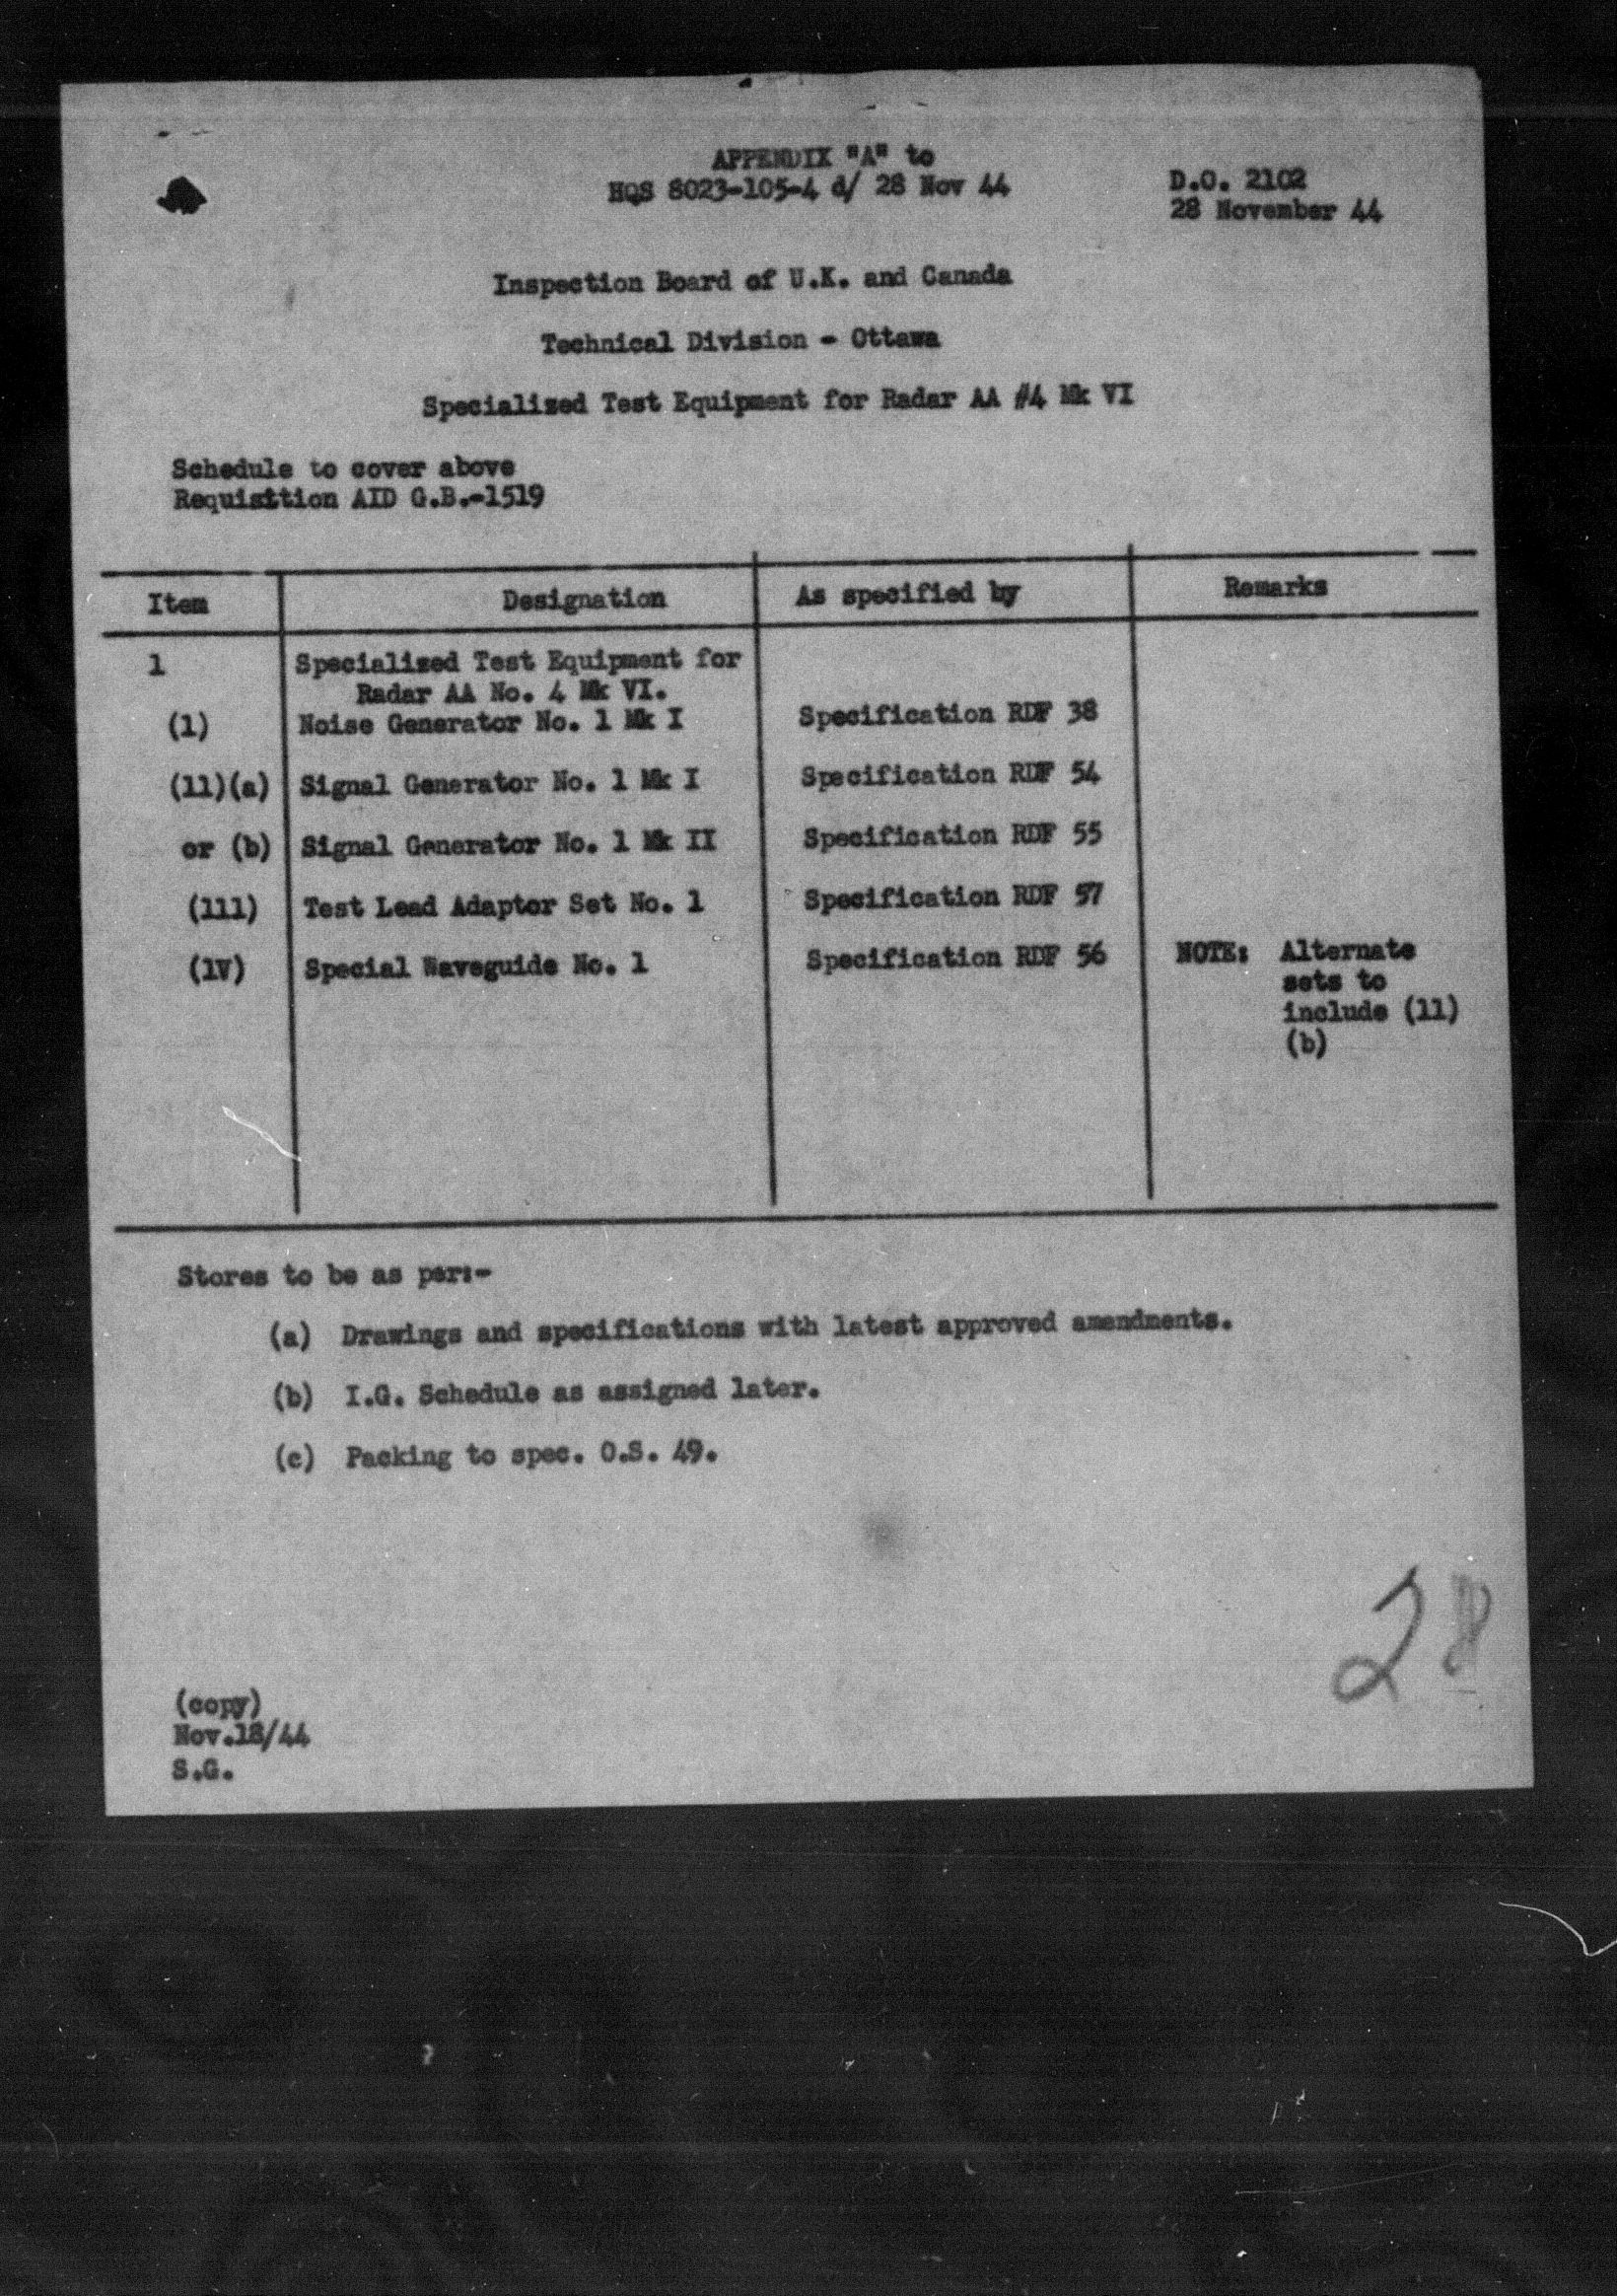 APPENDIX "A" to
HQS 8023-105-4 d/ 28 Nov 44
D.O. 2102
28 November 44
Inspection Board of U.K. and Canada
Technical Division - Ottawa
Specialized Test Equipment for Radar AA #4 Mk VI
Schedule to cover above
Requisition AID G.B.-1519
Item Designation As specified by Remarks
1 Specialized Test Equipment for
Radar AA No. 4 Mk VI.
(1) Noise Generator No. 1 Mk I Specification RDF 38
(11)(a) Signal Generator No. 1 Mk I Specification RDF 54
or (b) Signal Generator No. 1 Mk II Specification RDF 55
(111) Test Lead Adaptor Set No. 1 Specification RDF 57
(1V) Special Waveguide No. 1 Specification RDF 56 NOTE: Alternate
sets to
include (11)
(b)
Stores to be as per:-
(a) Drawings and specifications with latest approved amendments.
(b) I.G. Schedule as assigned later.
(c) Packing to spec. O.S. 49.
28
(copy)
Nov.18/44
S.G.